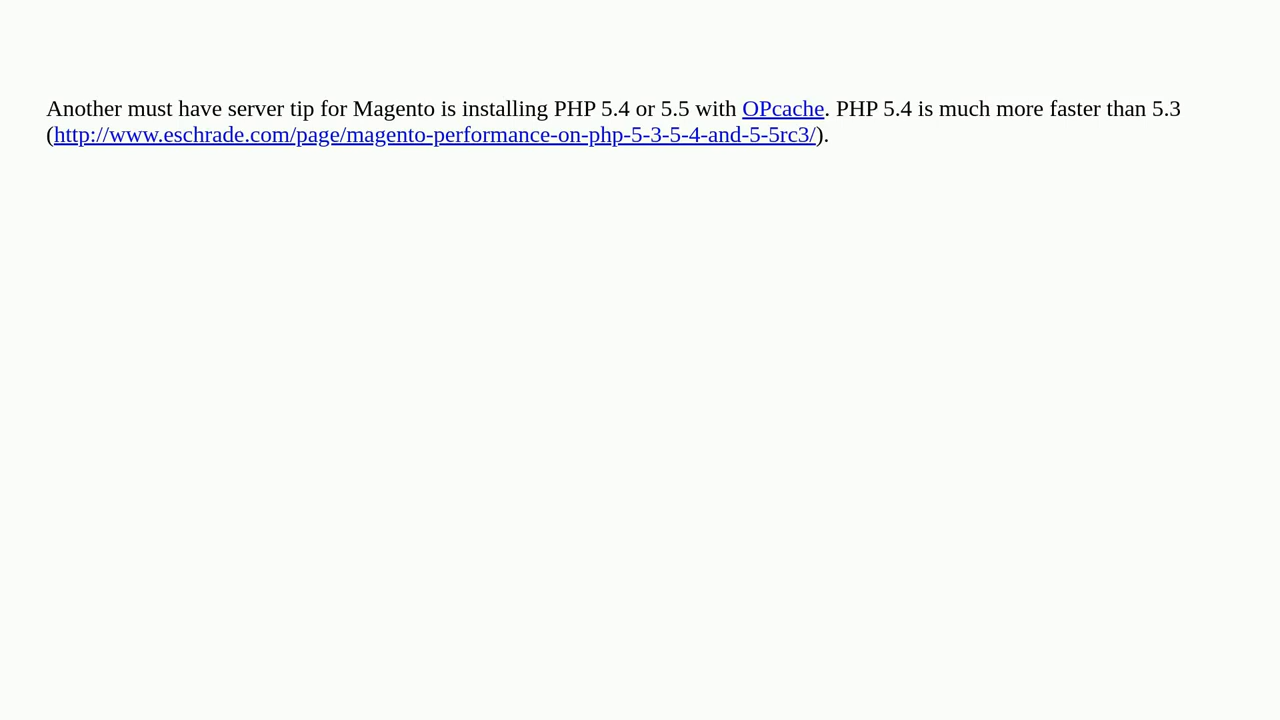 Another must have server tip for Magento is installing PHP 5.4 or 5.5 with OPcache. PHP 5.4 is much more faster than 5.3
(http://www.eschrade.com/page/magento-performance-on-php-5-3-5-4-and-5-5rc3/).